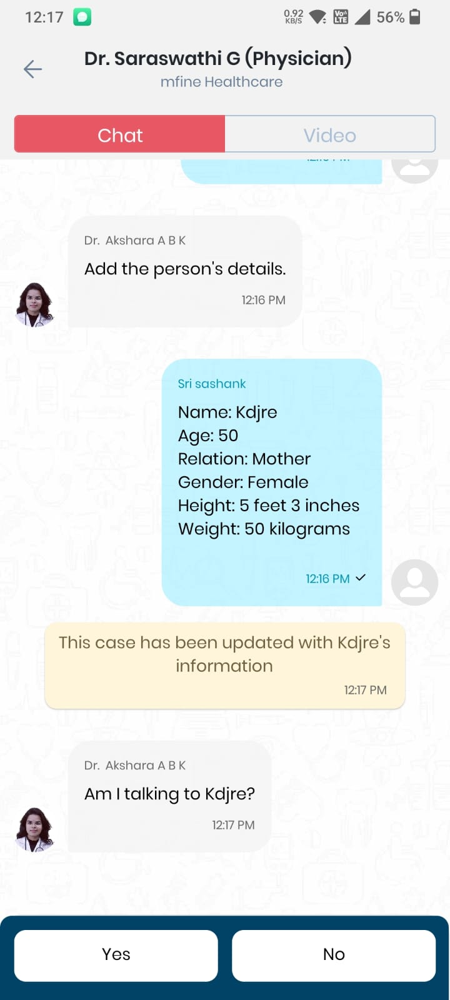 12:17
0.92
KB/S
Vo))
LTE
56%
Dr. Saraswathi G (Physician)
mfine Healthcare
Chat
Video
Dr. Akshara A B K
Add the person's details.
12:16 PM
Sri sashank
Name: Kdjre
Age: 50
Relation: Mother
Gender: Female
Height: 5 feet 3 inches
Weight: 50 kilograms
12:16 PM
This case has been updated with Kdjre's
information
12:17 PM
Dr. Akshara A B K
Am I talking to Kdjre?
12:17 PM
Yes
No